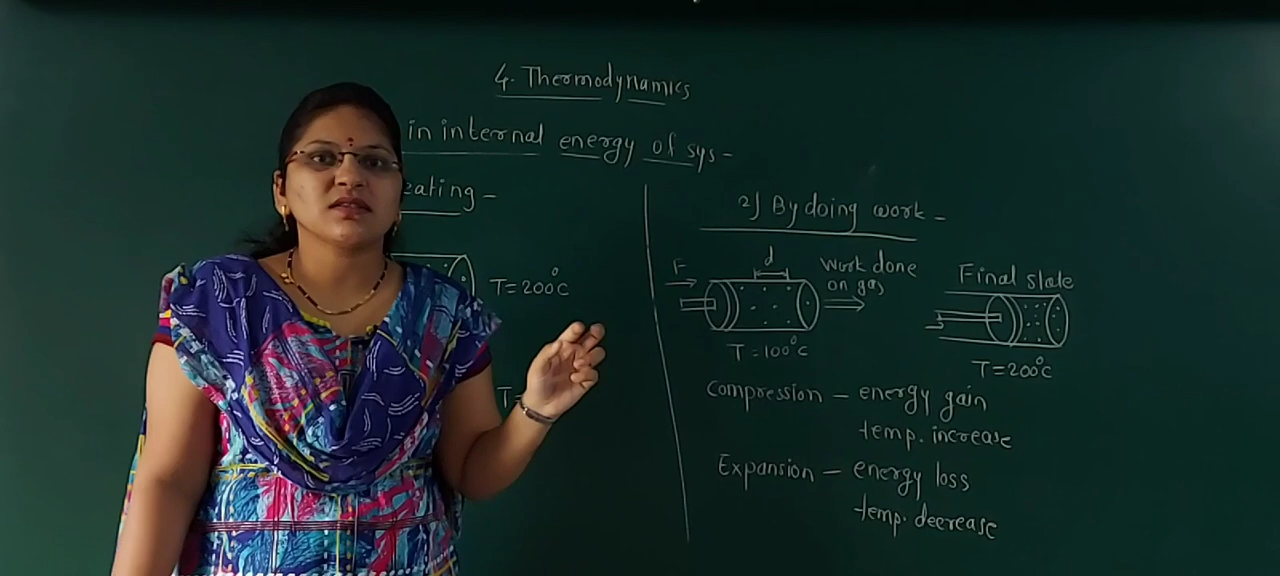 4. Thermodynamics
in internal energy of sys-
eating -
T=200°C
T=
2) By doing work -
F
d
Work done
on gas
T=100°C
Final state
T=200°C
Compression - energy gain
temp. increase
Expansion - energy loss
temp. decrease